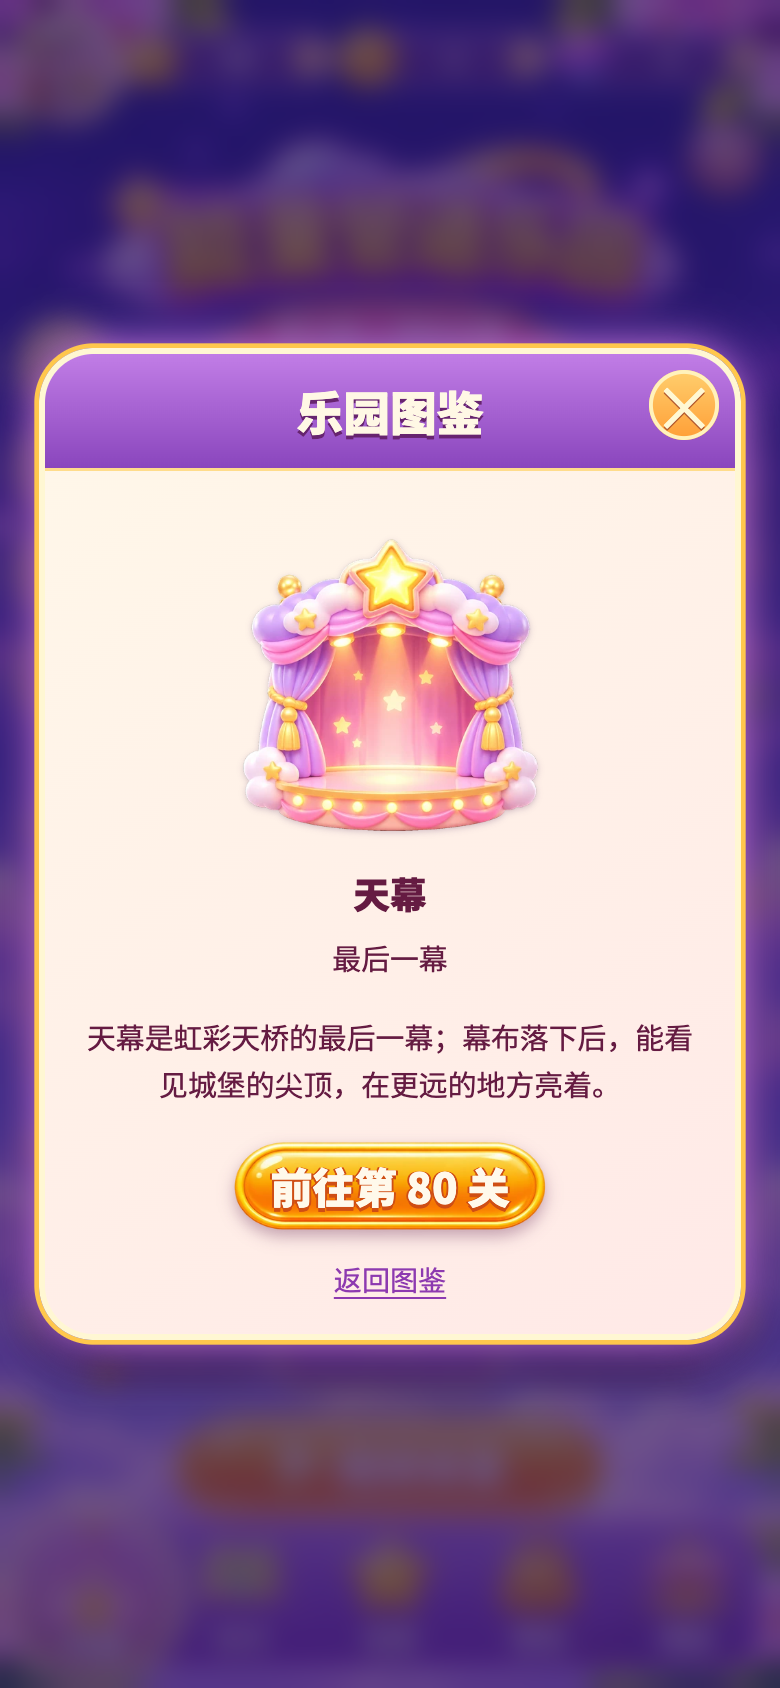 乐园图鉴
天幕
最后一幕
天幕是虹彩天桥的最后一幕；幕布落下后，能看
见城堡的尖顶，在更远的地方亮着。
前往第 80 关
返回图鉴